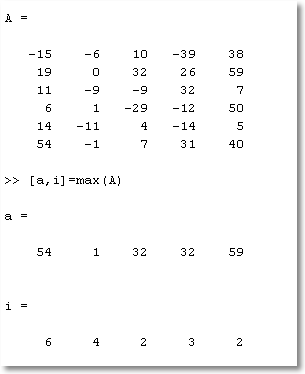 A =
-15 -6 10 -39 38
19 0 32 26 59
11 -9 -9 32 7
6 1 -29 -12 50
14 -11 4 -14 5
54 -1 7 31 40
>> [a,i]=max(A)
a =
54 1 32 32 59
i =
6 4 2 3 2